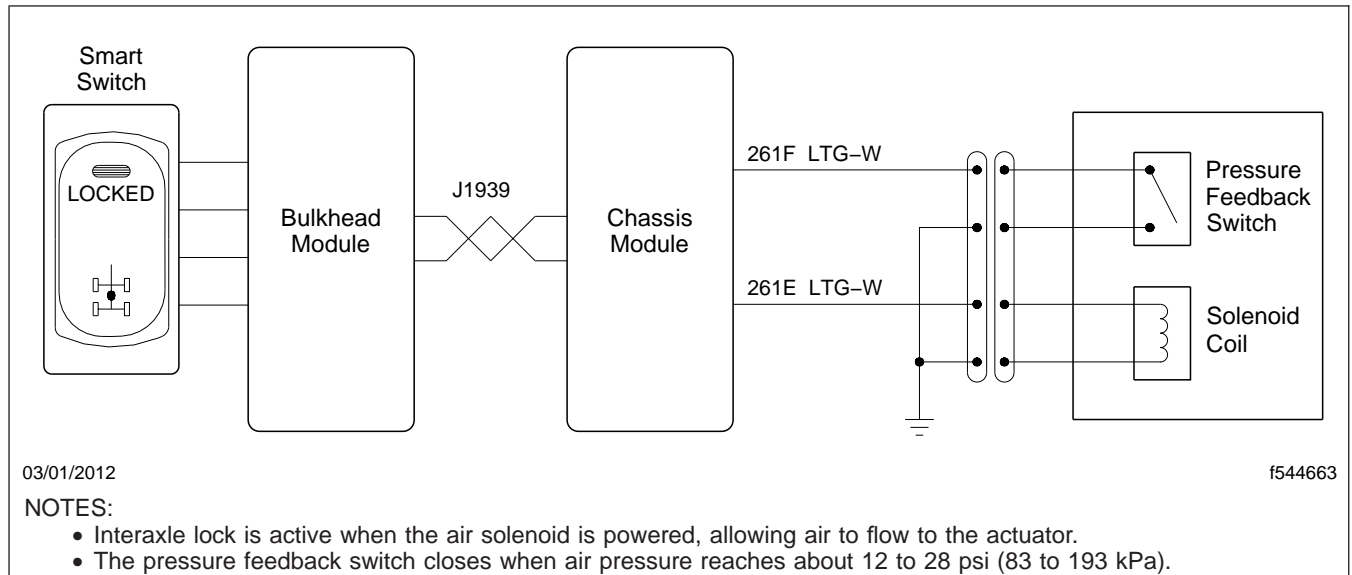 Smart
Switch
LOCKED
Bulkhead
Module
J1939
Chassis
Module
261F LTG−W
261E LTG−W
Pressure
Feedback
Switch
Solenoid
Coil
03/01/2012
f544663
NOTES:
• Interaxle lock is active when the air solenoid is powered, allowing air to flow to the actuator.
• The pressure feedback switch closes when air pressure reaches about 12 to 28 psi (83 to 193 kPa).